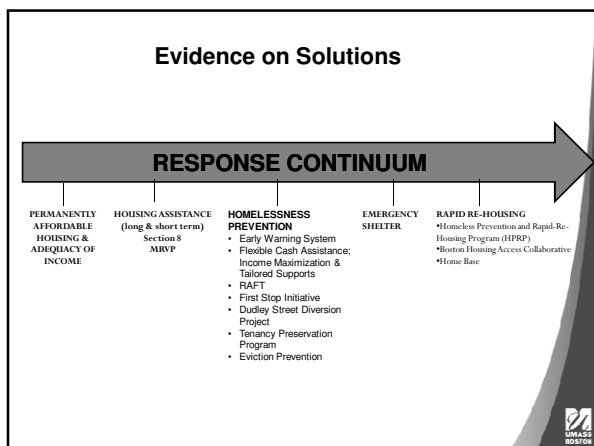 Evidence on Solutions
RESPONSE CONTINUUM
PERMANENTLY
AFFORDABLE
HOUSING &
ADEQUACY OF
INCOME
HOUSING ASSISTANCE
(long & short term)
Section 8
MRVP
HOMELESSNESS
PREVENTION
• Early Warning System
• Flexible Cash Assistance;
Income Maximization &
Tailored Supports
• RAFT
• First Stop Initiative
• Dudley Street Diversion
Project
• Tenancy Preservation
Program
• Eviction Prevention
EMERGENCY
SHELTER
RAPID RE-HOUSING
•Homeless Prevention and Rapid-Re-
Housing Program (HPRP)
•Boston Housing Access Collaborative
•Home Base
UMASS
BOSTON